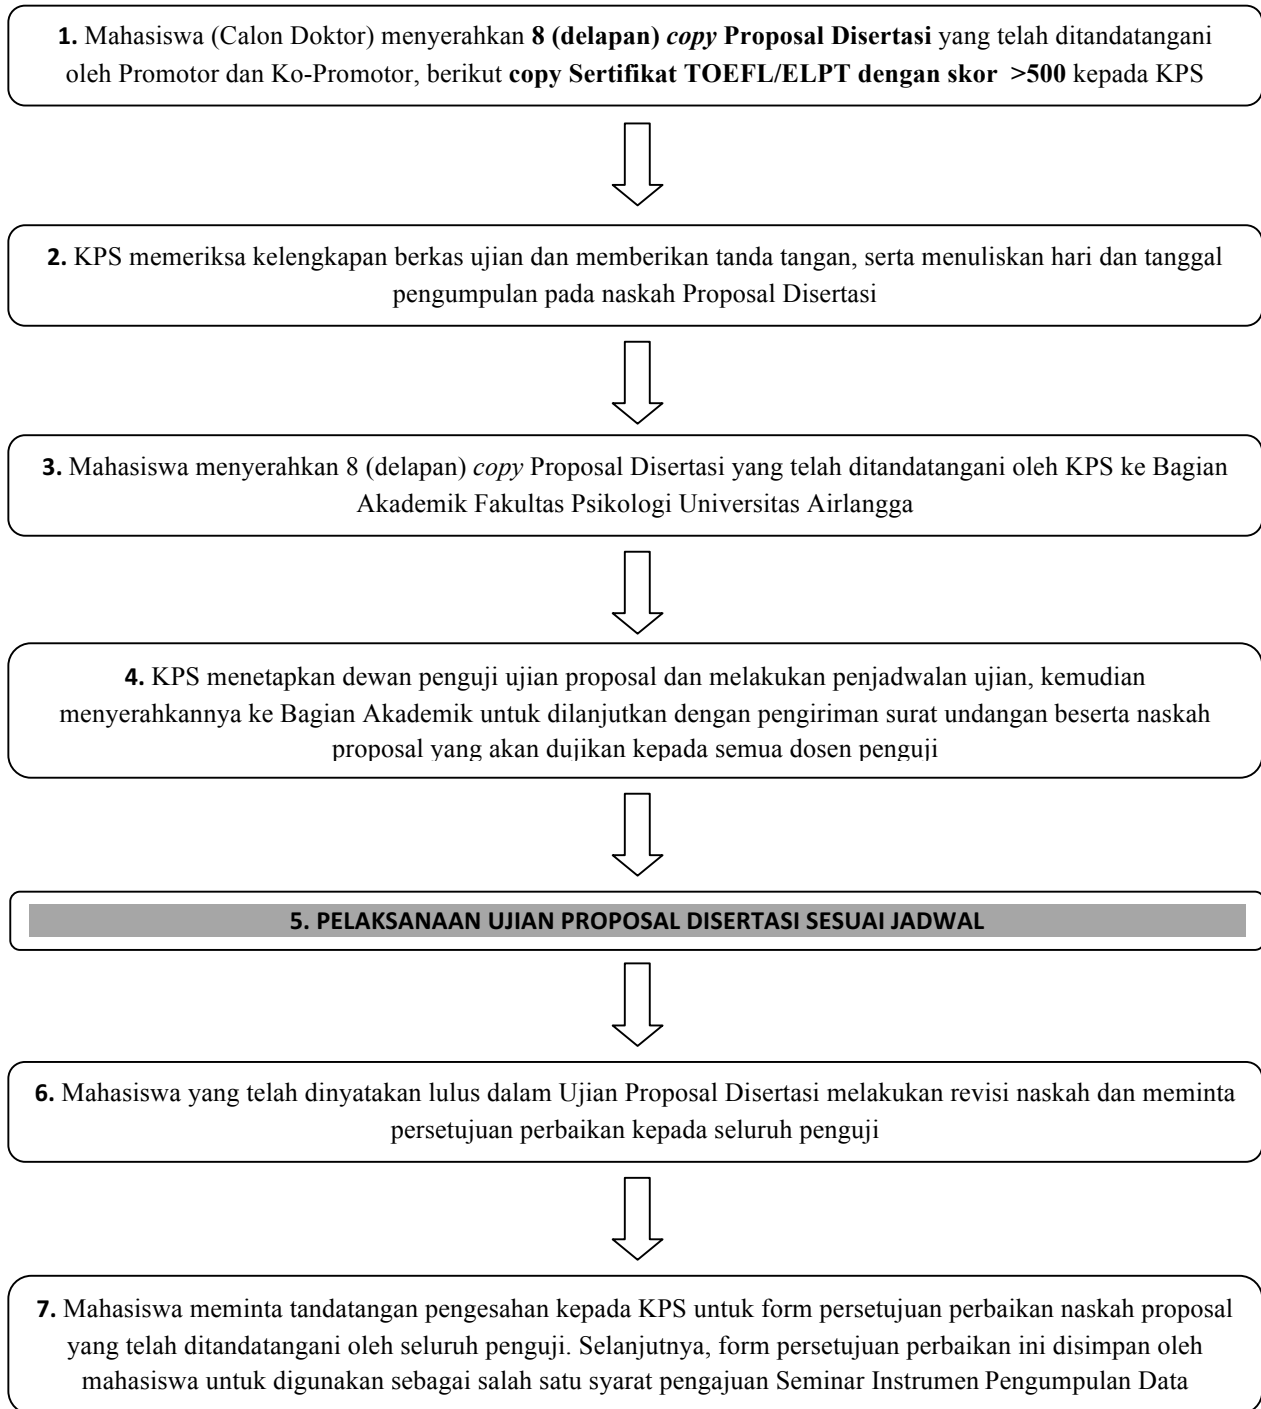 1. Mahasiswa (Calon Doktor) menyerahkan 8 (delapan) copy Proposal Disertasi yang telah ditandatangani
oleh Promotor dan Ko-Promotor, berikut copy Sertifikat TOEFL/ELPT dengan skor >500 kepada KPS
2. KPS memeriksa kelengkapan berkas ujian dan memberikan tanda tangan, serta menuliskan hari dan tanggal
pengumpulan pada naskah Proposal Disertasi
3. Mahasiswa menyerahkan 8 (delapan) copy Proposal Disertasi yang telah ditandatangani oleh KPS ke Bagian
Akademik Fakultas Psikologi Universitas Airlangga
4. KPS menetapkan dewan penguji ujian proposal dan melakukan penjadwalan ujian, kemudian
menyerahkannya ke Bagian Akademik untuk dilanjutkan dengan pengiriman surat undangan beserta naskah
proposal yang akan dujikan kepada semua dosen penguji
5. PELAKSANAAN UJIAN PROPOSAL DISERTASI SESUAI JADWAL
6. Mahasiswa yang telah dinyatakan lulus dalam Ujian Proposal Disertasi melakukan revisi naskah dan meminta
persetujuan perbaikan kepada seluruh penguji
7. Mahasiswa meminta tandatangan pengesahan kepada KPS untuk form persetujuan perbaikan naskah proposal
yang telah ditandatangani oleh seluruh penguji. Selanjutnya, form persetujuan perbaikan ini disimpan oleh
mahasiswa untuk digunakan sebagai salah satu syarat pengajuan Seminar Instrumen Pengumpulan Data